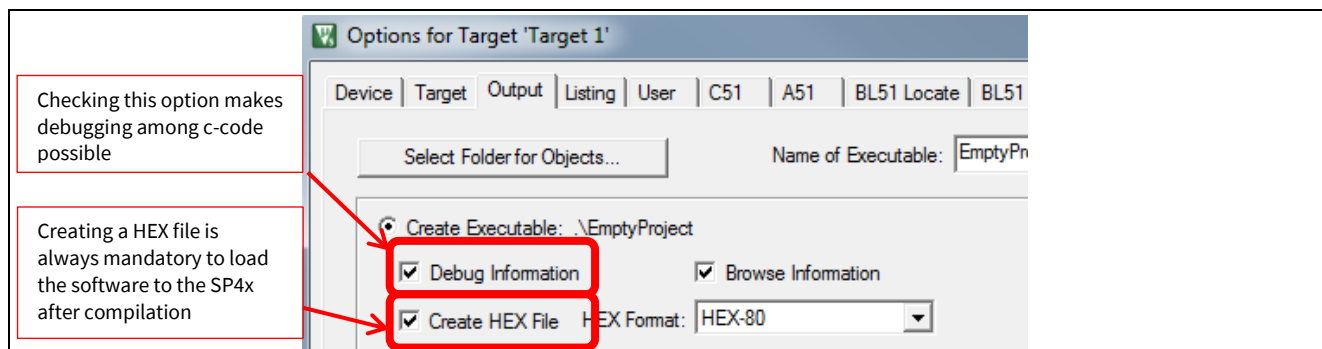 Options for Target 'Target 1'
Device Target Output Listing User C51 A51 BL51 Locate BL51
Checking this option makes
debugging among c-code
possible
Select Folder for Objects... Name of Executable: EmptyPr
Creating a HEX file is
always mandatory to load
the software to the SP4x
after compilation
Create Executable: .\EmptyProject
Debug Information Browse Information
Create HEX File HEX Format: HEX-80